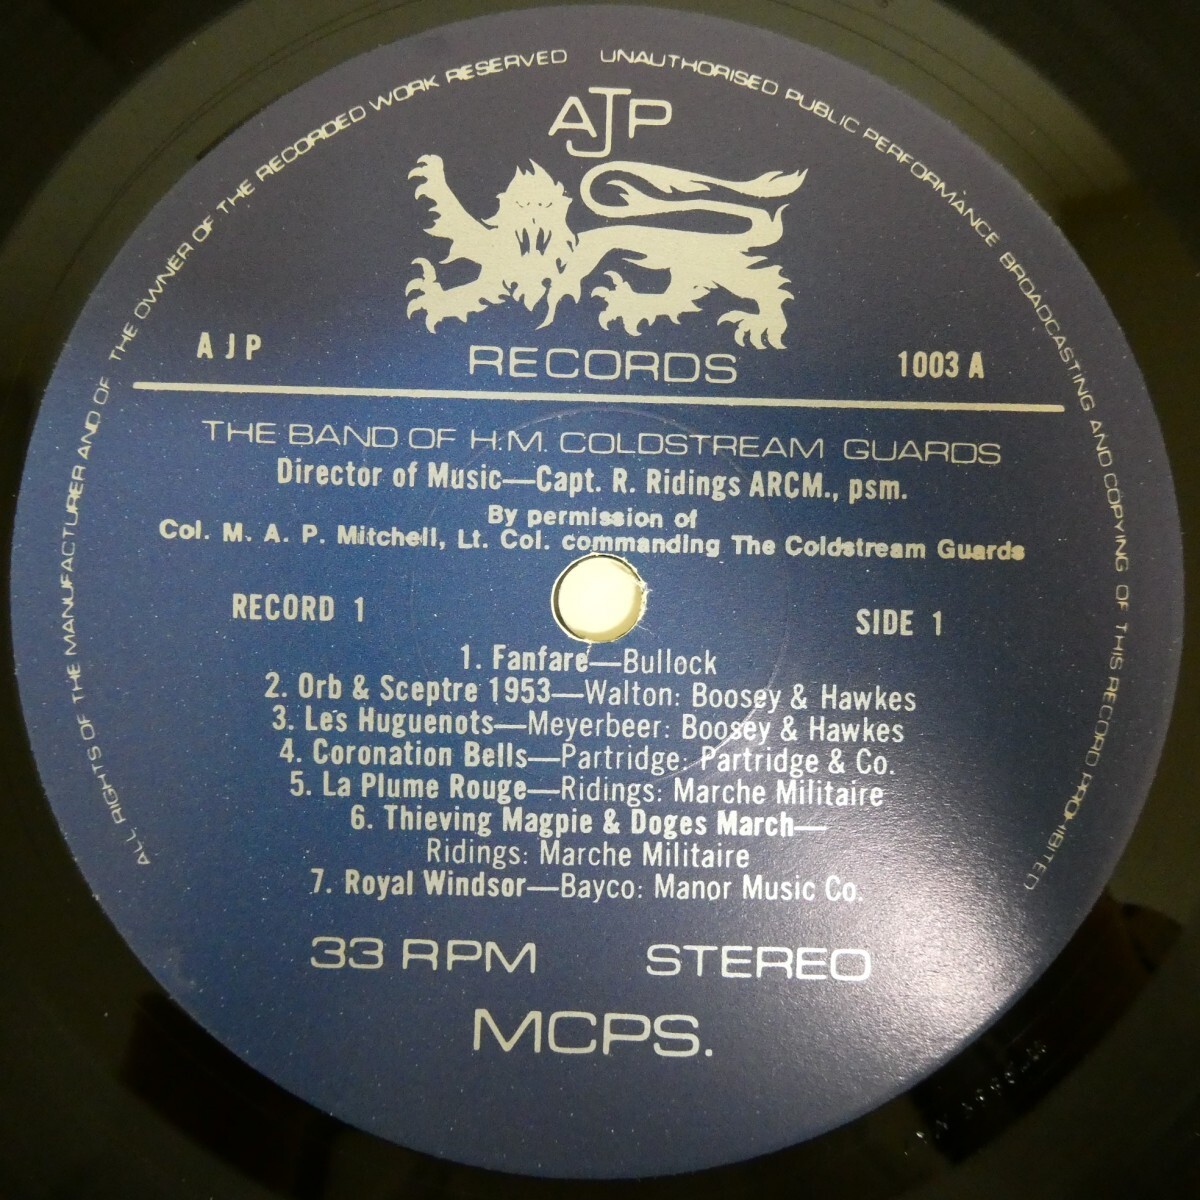 ALL RIGHTS OF THE MANUFACTURER AND OF THE OWNER OF THE RECORDED WORK RESERVED UNAUTHORISED PUBLIC PERFORMANCE BROADCASTING AND COPYING OF THIS RECORD PROHIBITED
AJP
RECORDS
AJP 1003 A
THE BAND OF H.M. COLDSTREAM GUARDS
Director of Music—Capt. R. Ridings ARCM., psm.
By permission of
Col. M. A. P. Mitchell, Lt. Col. commanding The Coldstream Guards
RECORD 1 SIDE 1
1. Fanfare—Bullock
2. Orb & Sceptre 1953—Walton: Boosey & Hawkes
3. Les Huguenots—Meyerbeer: Boosey & Hawkes
4. Coronation Bells—Partridge: Partridge & Co.
5. La Plume Rouge—Ridings: Marche Militaire
6. Thieving Magpie & Doges March—
Ridings: Marche Militaire
7. Royal Windsor—Bayco: Manor Music Co.
33 RPM STEREO
MCPS.